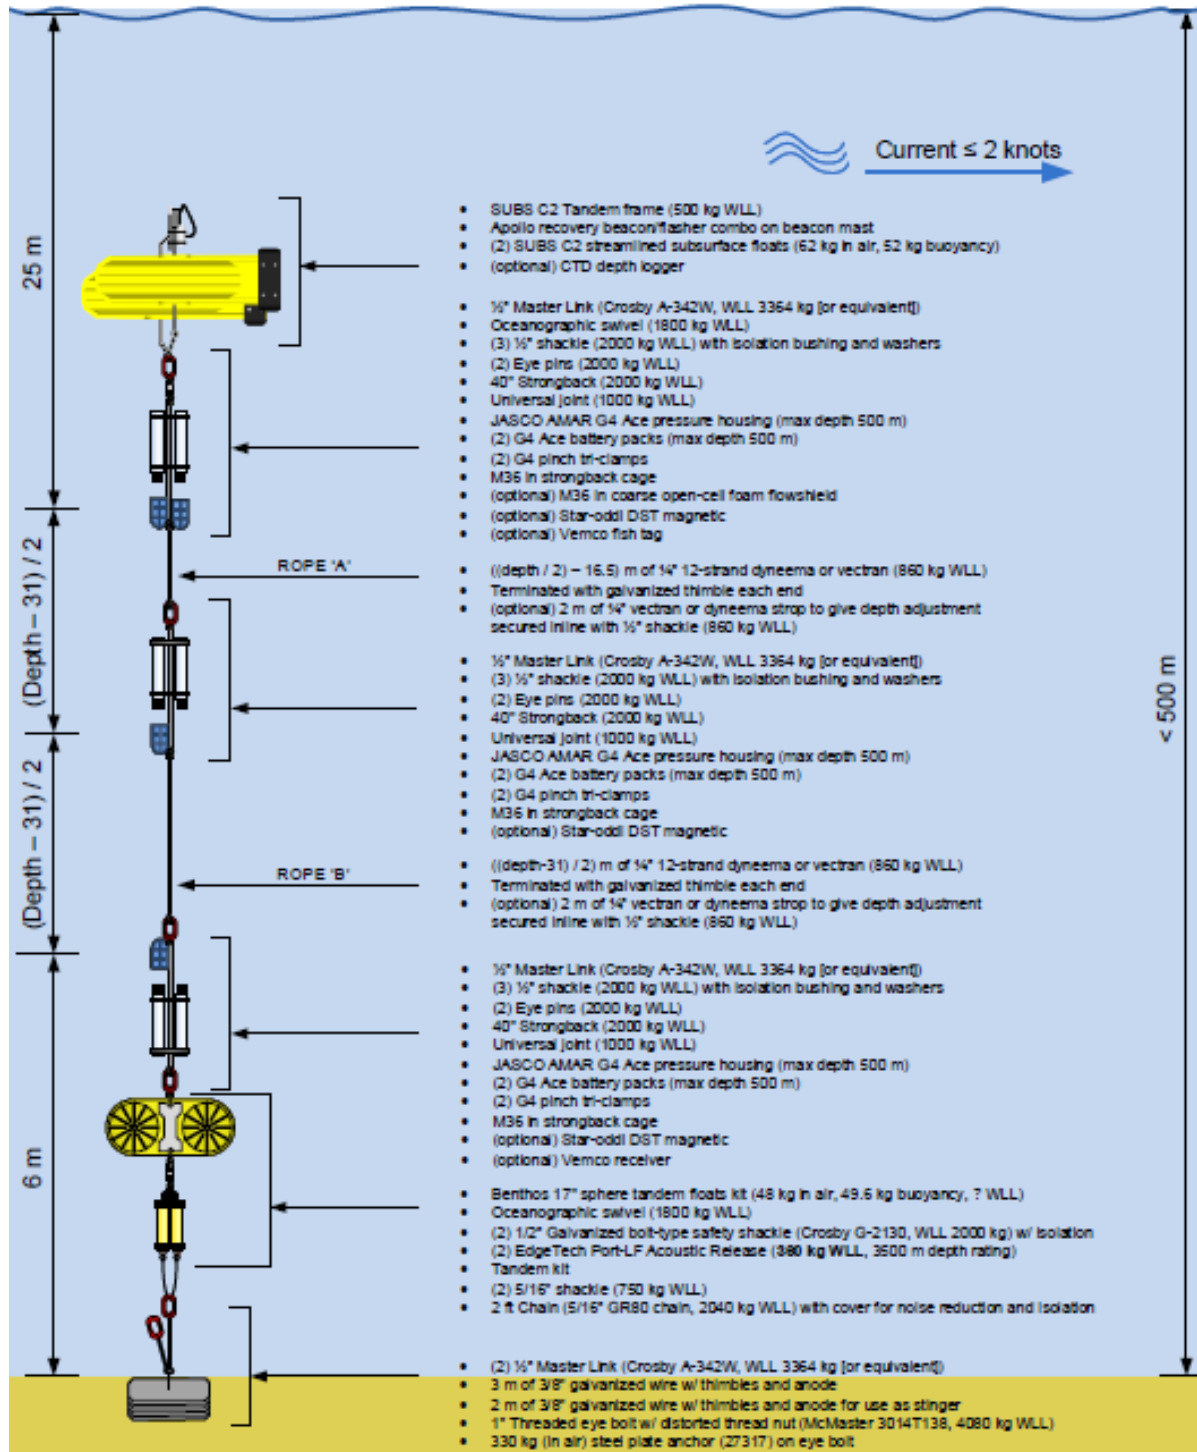 Current ≤ 2 knots
25 m
(Depth – 31) / 2
(Depth – 31) / 2
6 m
< 500 m
• SUBS C2 Tandem frame (500 kg WLL)
• Apollo recovery beacon/flasher combo on beacon mast
• (2) SUBS C2 streamlined subsurface floats (62 kg in air, 52 kg buoyancy)
• (optional) CTD depth logger
• ½" Master Link (Crosby A-342W, WLL 3364 kg [or equivalent])
• Oceanographic swivel (1800 kg WLL)
• (3) ½" shackle (2000 kg WLL) with isolation bushing and washers
• (2) Eye pins (2000 kg WLL)
• 40" Strongback (2000 kg WLL)
• Universal joint (1000 kg WLL)
• JASCO AMAR G4 Ace pressure housing (max depth 500 m)
• (2) G4 Ace battery packs (max depth 500 m)
• (2) G4 pinch tri-clamps
• M36 in strongback cage
• (optional) M36 in coarse open-cell foam flowshield
• (optional) Star-oddi DST magnetic
• (optional) Vemco fish tag
ROPE 'A'
• ((depth / 2) – 16.5) m of ¼" 12-strand dyneema or vectran (860 kg WLL)
• Terminated with galvanized thimble each end
• (optional) 2 m of ¼" vectran or dyneema strop to give depth adjustment
secured inline with ½" shackle (860 kg WLL)
• ½" Master Link (Crosby A-342W, WLL 3364 kg [or equivalent])
• (3) ½" shackle (2000 kg WLL) with isolation bushing and washers
• (2) Eye pins (2000 kg WLL)
• 40" Strongback (2000 kg WLL)
• Universal joint (1000 kg WLL)
• JASCO AMAR G4 Ace pressure housing (max depth 500 m)
• (2) G4 Ace battery packs (max depth 500 m)
• (2) G4 pinch tri-clamps
• M36 in strongback cage
• (optional) Star-oddi DST magnetic
ROPE 'B'
• ((depth-31) / 2) m of ¼" 12-strand dyneema or vectran (860 kg WLL)
• Terminated with galvanized thimble each end
• (optional) 2 m of ¼" vectran or dyneema strop to give depth adjustment
secured inline with ½" shackle (860 kg WLL)
• ½" Master Link (Crosby A-342W, WLL 3364 kg [or equivalent])
• (3) ½" shackle (2000 kg WLL) with isolation bushing and washers
• (2) Eye pins (2000 kg WLL)
• 40" Strongback (2000 kg WLL)
• Universal joint (1000 kg WLL)
• JASCO AMAR G4 Ace pressure housing (max depth 500 m)
• (2) G4 Ace battery packs (max depth 500 m)
• (2) G4 pinch tri-clamps
• M36 in strongback cage
• (optional) Star-oddi DST magnetic
• (optional) Vemco receiver
• Benthos 17" sphere tandem floats kit (48 kg in air, 49.6 kg buoyancy, ? WLL)
• Oceanographic swivel (1800 kg WLL)
• (2) 1/2" Galvanized bolt-type safety shackle (Crosby G-2130, WLL 2000 kg) w/ isolation
• (2) EdgeTech Port-LF Acoustic Release (380 kg WLL, 3500 m depth rating)
• Tandem kit
• (2) 5/16" shackle (750 kg WLL)
• 2 ft Chain (5/16" GR80 chain, 2040 kg WLL) with cover for noise reduction and isolation
• (2) ½" Master Link (Crosby A-342W, WLL 3364 kg [or equivalent])
• 3 m of 3/8" galvanized wire w/ thimbles and anode
• 2 m of 3/8" galvanized wire w/ thimbles and anode for use as stinger
• 1" Threaded eye bolt w/ distorted thread nut (McMaster 3014T138, 4080 kg WLL)
• 330 kg (in air) steel plate anchor (27317) on eye bolt